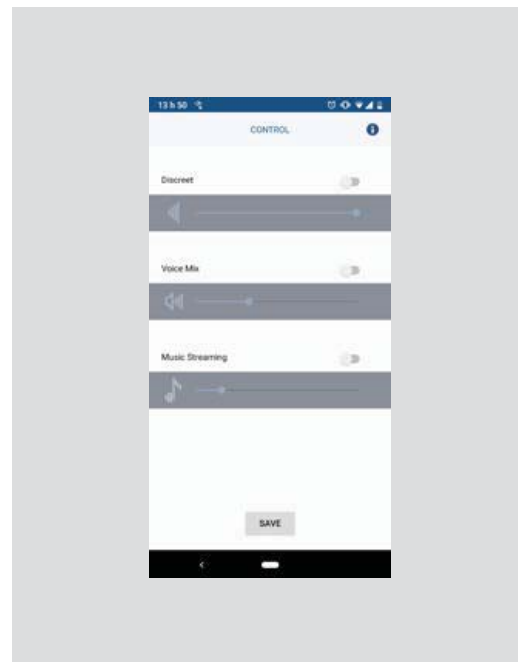 13 h 50
CONTROL
Discreet
Voice Mix
Music Streaming
SAVE